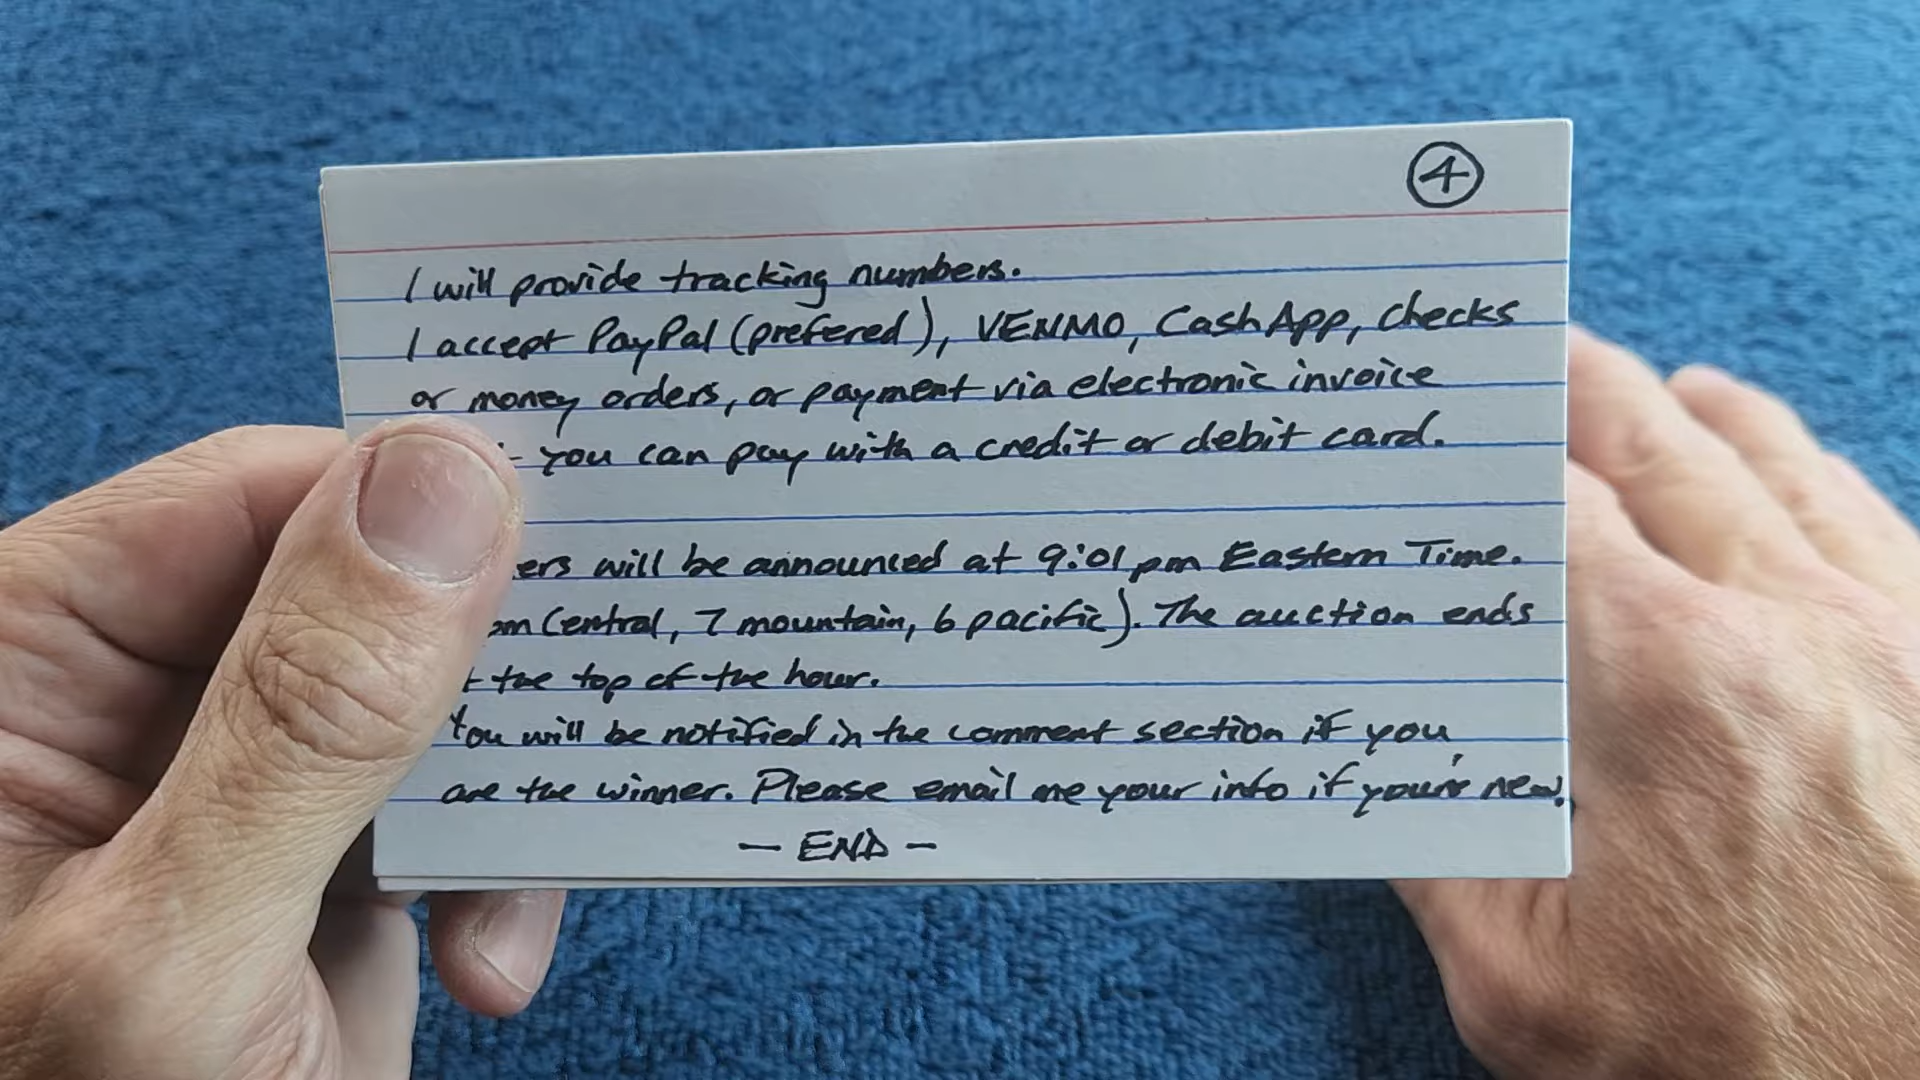 4
I will provide tracking numbers.
I accept PayPal (prefered), VENMO, Cash App, checks
or money orders, or payment via electronic invoice
you can pay with a credit or debit card.
will be announced at 9:01 pm Eastern Time.
Central, 7 mountain, 6 pacific). The auction ends
the top of the hour.
You will be notified in the comment section if you
are the winner. Please email me your info if you're new.
— END —